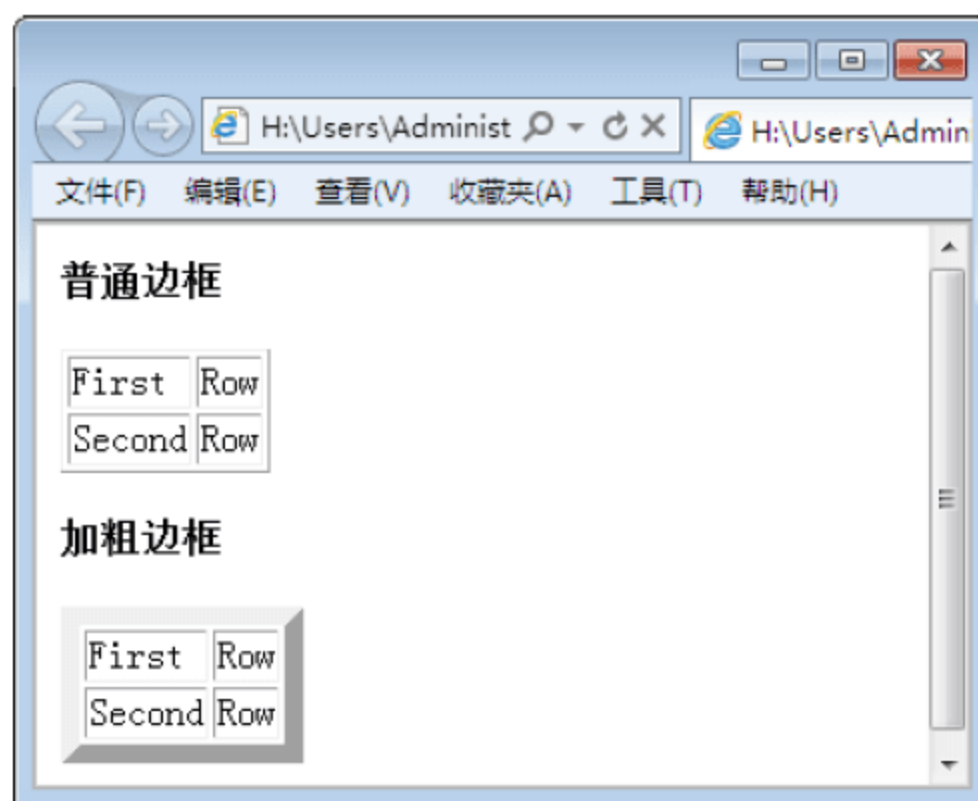 H:\Users\Administ
H:\Users\Admin
文件(F) 编辑(E) 查看(V) 收藏夹(A) 工具(T) 帮助(H)
普通边框
First Row
Second Row
加粗边框
First Row
Second Row